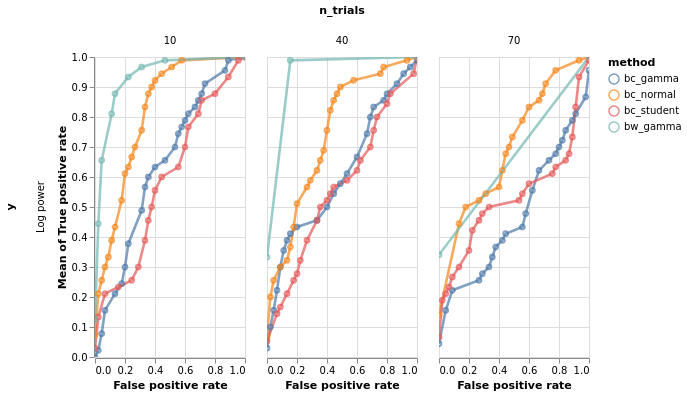 n_trials
10
40
70
y
Log power
Mean of True positive rate
1.0
0.9
0.8
0.7
0.6
0.5
0.4
0.3
0.2
0.1
0.0
0.0 0.2 0.4 0.6 0.8 1.0
0.0 0.2 0.4 0.6 0.8 1.0
0.0 0.2 0.4 0.6 0.8 1.0
False positive rate
False positive rate
False positive rate
method
bc_gamma
bc_normal
bc_student
bw_gamma